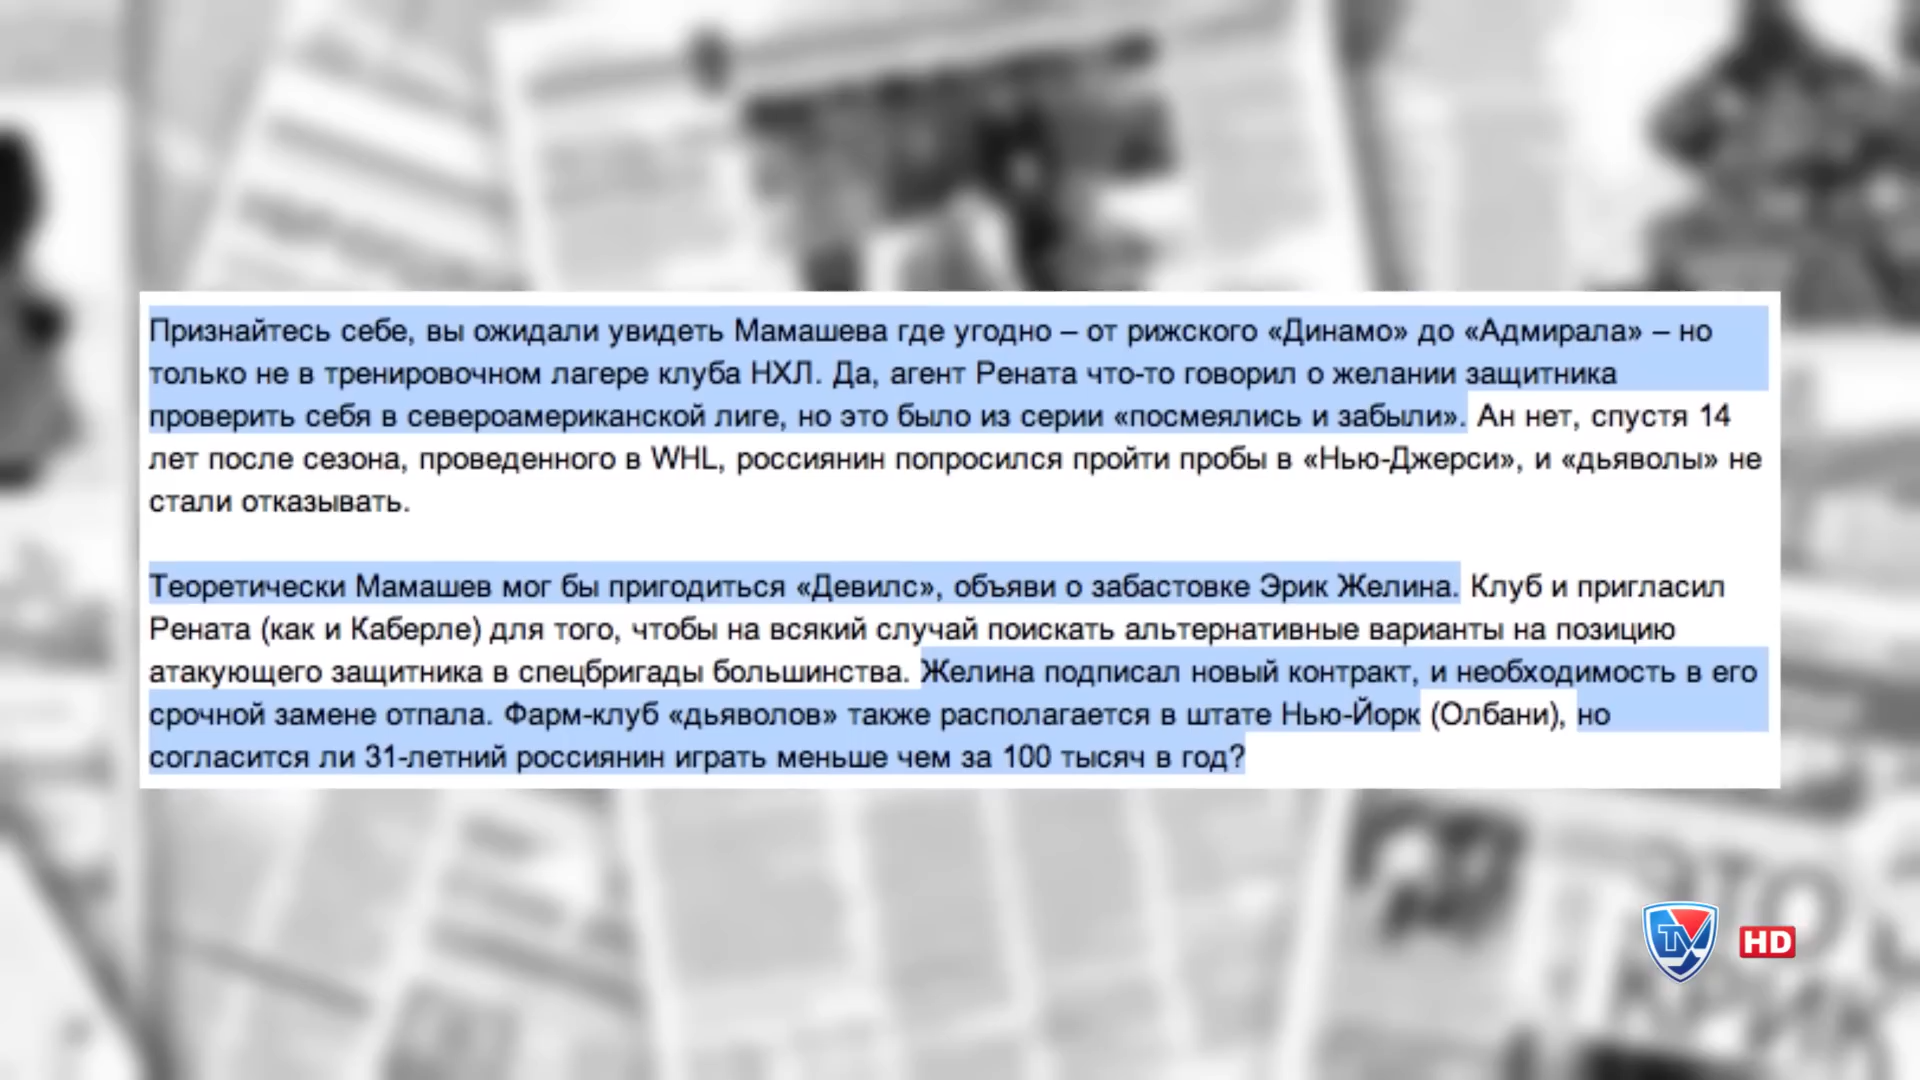 Признайтесь себе, вы ожидали увидеть Мамашева где угодно – от рижского «Динамо» до «Адмирала» – но
только не в тренировочном лагере клуба НХЛ. Да, агент Рената что-то говорил о желании защитника
проверить себя в североамериканской лиге, но это было из серии «посмеялись и забыли». Ан нет, спустя 14
лет после сезона, проведенного в WHL, россиянин попросился пройти пробы в «Нью-Джерси», и «дьяволы» не
стали отказывать.
Теоретически Мамашев мог бы пригодиться «Девилс», объяви о забастовке Эрик Желина. Клуб и пригласил
Рената (как и Каберле) для того, чтобы на всякий случай поискать альтернативные варианты на позицию
атакующего защитника в спецбригады большинства. Желина подписал новый контракт, и необходимость в его
срочной замене отпала. Фарм-клуб «дьяволов» также располагается в штате Нью-Йорк (Олбани), но
согласится ли 31-летний россиянин играть меньше чем за 100 тысяч в год?
ЭТО
TV HD